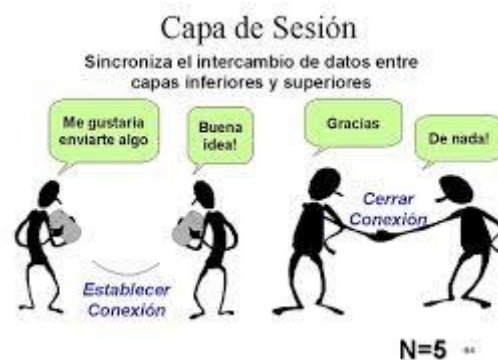 Capa de Sesión
Sincroniza el intercambio de datos entre
capas inferiores y superiores
Me gustaria
enviarte algo
Buena
idea!
Gracias
De nada!
Establecer
Conexión
Cerrar
Conexión
N=5